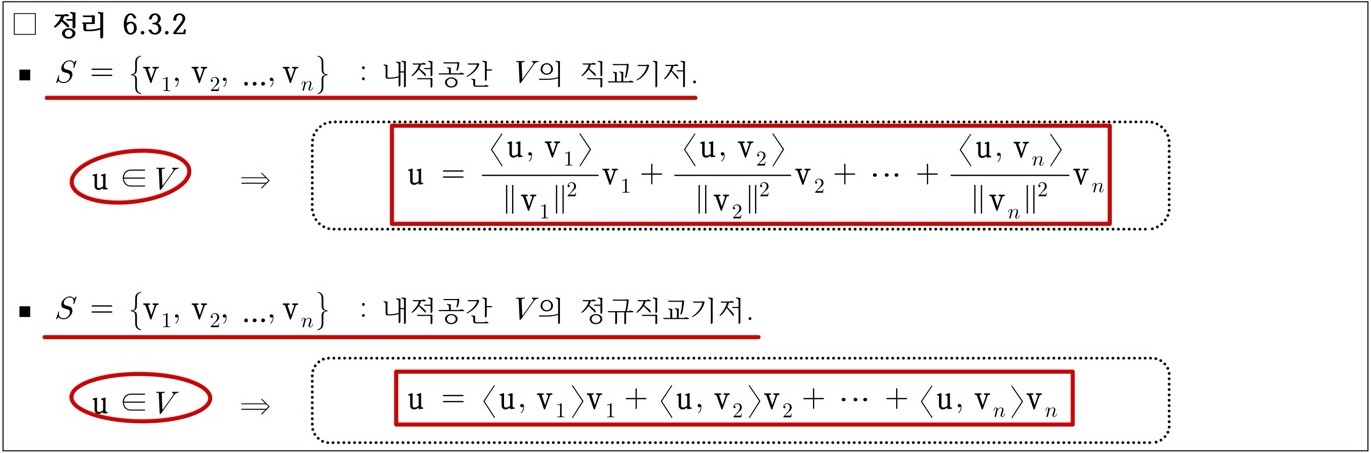 □ 정리 6.3.2
▪ S = {v₁, v₂, ..., vₙ} : 내적공간 V의 직교기저.
u ∈ V ⇒ u = ⟨u, v₁⟩/‖v₁‖² v₁ + ⟨u, v₂⟩/‖v₂‖² v₂ + ⋯ + ⟨u, vₙ⟩/‖vₙ‖² vₙ
▪ S = {v₁, v₂, ..., vₙ} : 내적공간 V의 정규직교기저.
u ∈ V ⇒ u = ⟨u, v₁⟩v₁ + ⟨u, v₂⟩v₂ + ⋯ + ⟨u, vₙ⟩vₙ